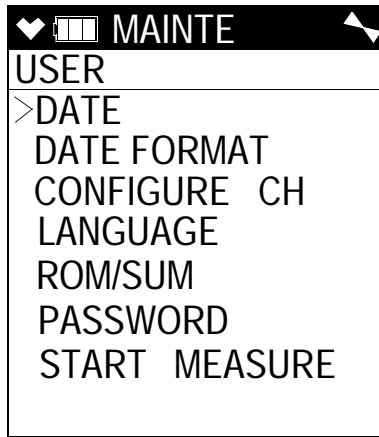 MAINTE
USER
>DATE
DATE FORMAT
CONFIGURE CH
LANGUAGE
ROM/SUM
PASSWORD
START MEASURE